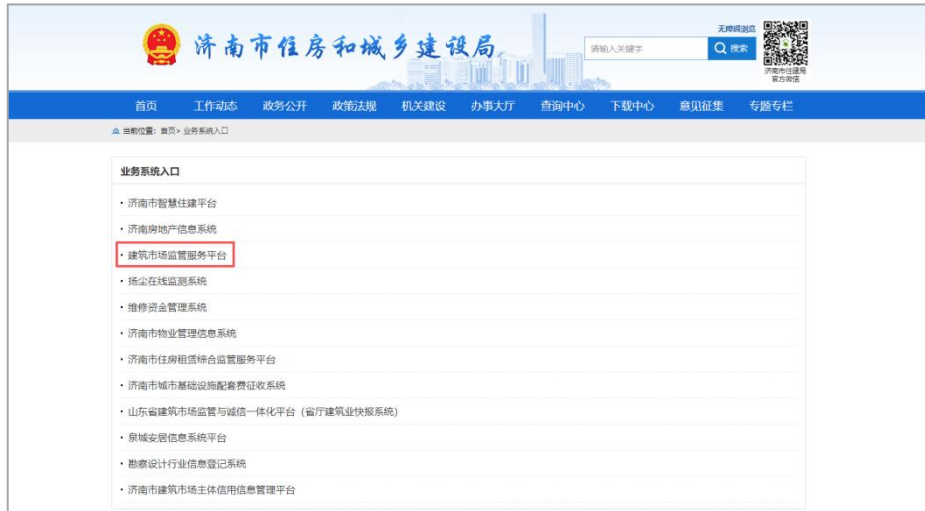 无障碍浏览
济南市住房和城乡建设局
请输入关键字
搜索
济南市住建局
官方微信
首页 工作动态 政务公开 政策法规 机关建设 办事大厅 查询中心 下载中心 意见征集 专题专栏
当前位置：首页> 业务系统入口
业务系统入口
· 济南市智慧住建平台
· 济南房地产信息系统
· 建筑市场监管服务平台
· 扬尘在线监测系统
· 维修资金管理系统
· 济南市物业管理信息系统
· 济南市住房租赁综合监管服务平台
· 济南市城市基础设施配套费征收系统
· 山东省建筑市场监管与诚信一体化平台（省厅建筑业快报系统）
· 泉城安居信息系统平台
· 勘察设计行业信息登记系统
· 济南市建筑市场主体信用信息管理平台